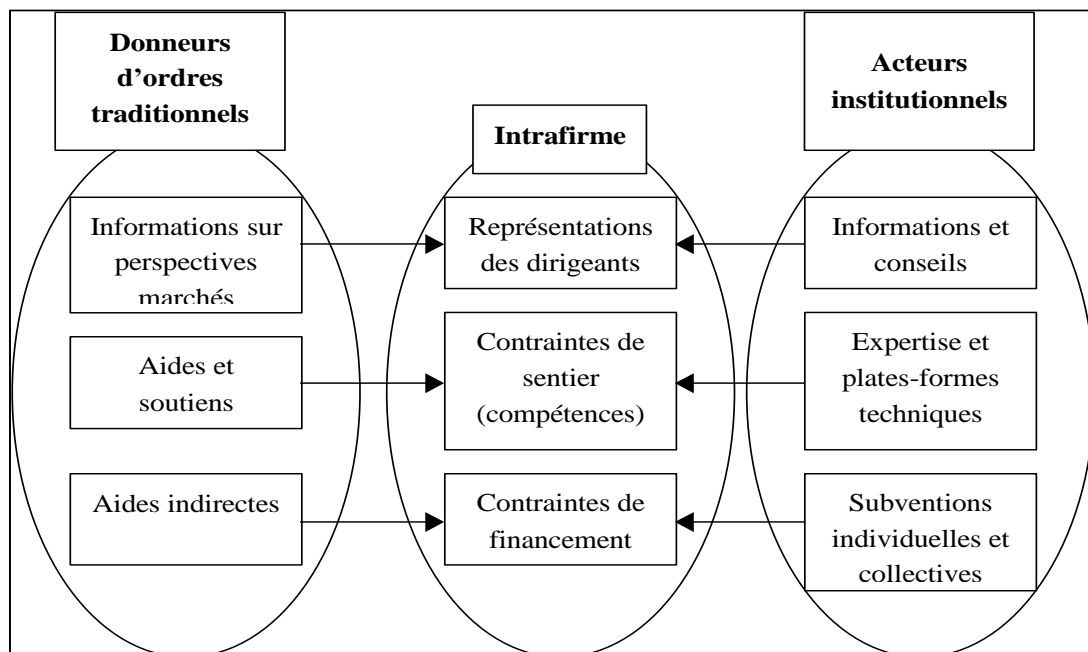 Donneurs
d'ordres
traditionnels
Informations sur
perspectives
marchés
Aides et
soutiens
Aides indirectes
Intrafirme
Représentations
des dirigeants
Contraintes de
sentier
(compétences)
Contraintes de
financement
Acteurs
institutionnels
Informations et
conseils
Expertise et
plates-formes
techniques
Subventions
individuelles et
collectives